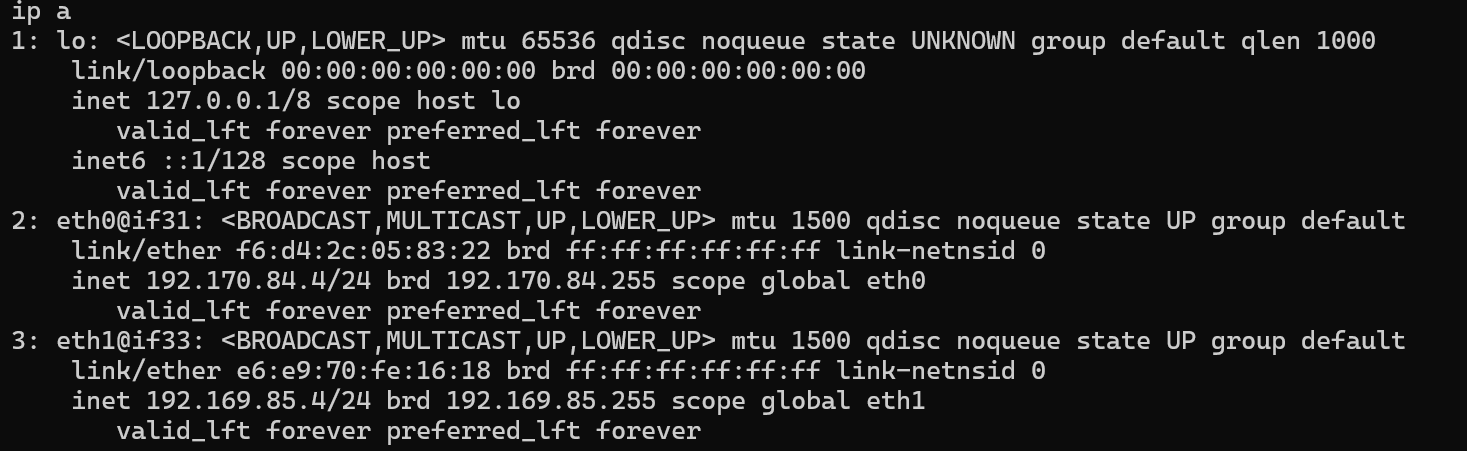 ip a
1: lo: <LOOPBACK,UP,LOWER_UP> mtu 65536 qdisc noqueue state UNKNOWN group default qlen 1000
    link/loopback 00:00:00:00:00:00 brd 00:00:00:00:00:00
    inet 127.0.0.1/8 scope host lo
       valid_lft forever preferred_lft forever
    inet6 ::1/128 scope host
       valid_lft forever preferred_lft forever
2: eth0@if31: <BROADCAST,MULTICAST,UP,LOWER_UP> mtu 1500 qdisc noqueue state UP group default
    link/ether f6:d4:2c:05:83:22 brd ff:ff:ff:ff:ff:ff link-netnsid 0
    inet 192.170.84.4/24 brd 192.170.84.255 scope global eth0
       valid_lft forever preferred_lft forever
3: eth1@if33: <BROADCAST,MULTICAST,UP,LOWER_UP> mtu 1500 qdisc noqueue state UP group default
    link/ether e6:e9:70:fe:16:18 brd ff:ff:ff:ff:ff:ff link-netnsid 0
    inet 192.169.85.4/24 brd 192.169.85.255 scope global eth1
       valid_lft forever preferred_lft forever